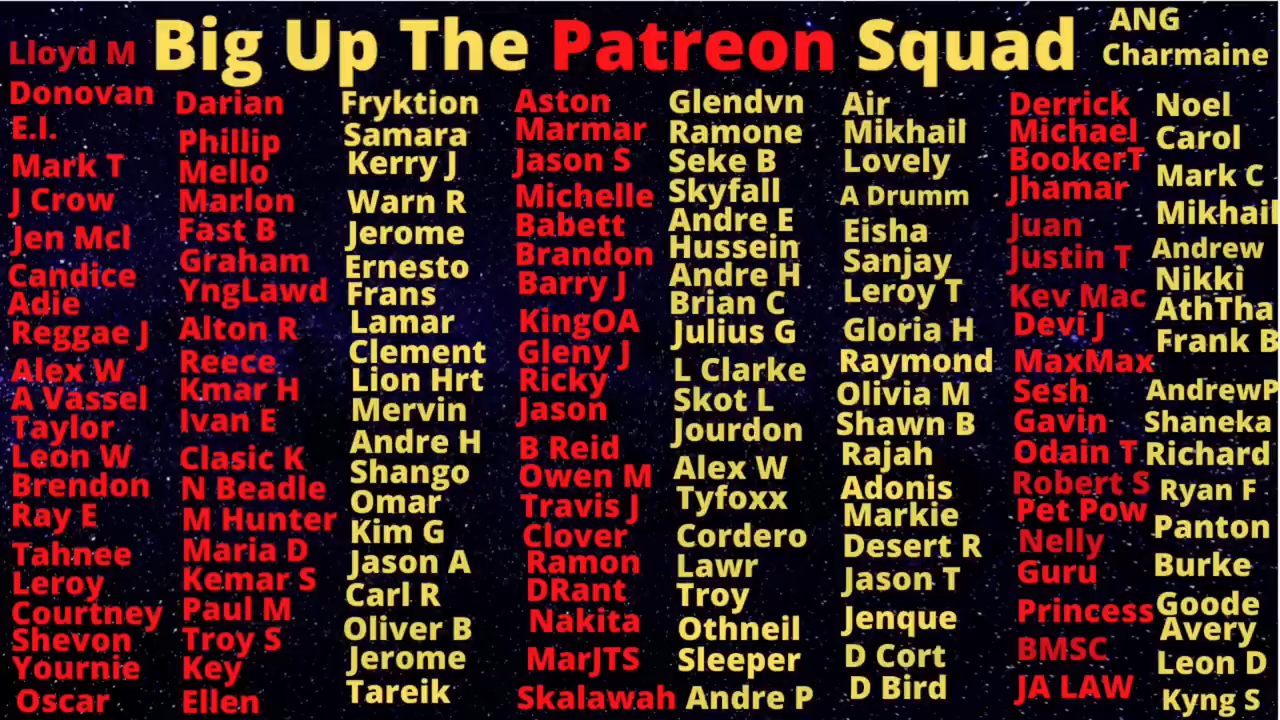 Big Up The Patreon Squad
ANG
Charmaine
Lloyd M
Donovan
E.I.
Mark T
J Crow
Jen Mcl
Candice
Adie
Reggae J
Alex W
A Vassel
Taylor
Leon W
Brendon
Ray E
Tahnee
Leroy
Courtney
Shevon
Yournie
Oscar
Darian
Phillip
Mello
Marlon
Fast B
Graham
YngLawd
Alton R
Reece
Kmar H
Ivan E
Clasic K
N Beadle
M Hunter
Maria D
Kemar S
Paul M
Troy S
Key
Ellen
Fryktion
Samara
Kerry J
Warn R
Jerome
Ernesto
Frans
Lamar
Clement
Lion Hrt
Mervin
Andre H
Shango
Omar
Kim G
Jason A
Carl R
Oliver B
Jerome
Tareik
Aston
Marmar
Jason S
Michelle
Babett
Brandon
Barry J
KingOA
Gleny J
Ricky
Jason
B Reid
Owen M
Travis J
Clover
Ramon
DRant
Nakita
MarJTS
Skalawah
Glendvn
Ramone
Seke B
Skyfall
Andre E
Hussein
Andre H
Brian C
Julius G
L Clarke
Skot L
Jourdon
Alex W
Tyfoxx
Cordero
Lawr
Troy
Othneil
Sleeper
Andre P
Air
Mikhail
Lovely
A Drumm
Eisha
Sanjay
Leroy T
Gloria H
Raymond
Olivia M
Shawn B
Rajah
Adonis
Markie
Desert R
Jason T
Jenque
D Cort
D Bird
Derrick
Michael
BookerT
Jhamar
Juan
Justin T
Kev Mac
Devi J
MaxMax
Sesh
Gavin
Odain T
Robert S
Pet Pow
Nelly
Guru
Princess
BMSC
JA LAW
Noel
Carol
Mark C
Mikhail
Andrew
Nikki
AthTha
Frank B
AndrewP
Shaneka
Richard
Ryan F
Panton
Burke
Goode
Avery
Leon D
Kyng S